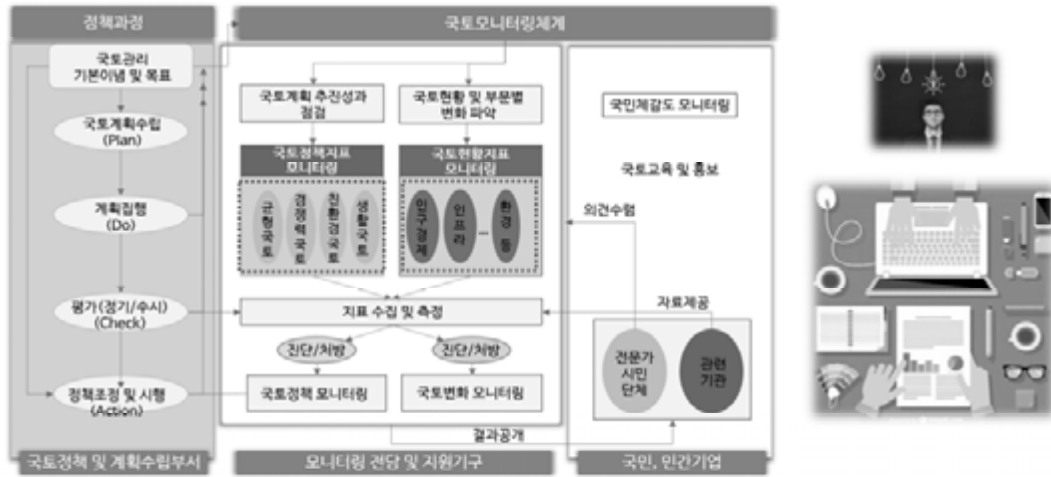 정책과정
국토모니터링체계
국토관리
기본이념 및 목표
국토계획수립
(Plan)
계획집행
(Do)
평가(정기/수시)
(Check)
정책조정 및 시행
(Action)
국토정책 및 계획수립부서
국토계획 추진성과
점검
국토현황 및 부문별
변화 파악
국토정책지표
모니터링
국토현황지표
모니터링
균형국토
경쟁력국토
친환경국토
생활국토
인구경제
인프라
...
환경 등
지표 수집 및 측정
진단/처방
진단/처방
국토정책 모니터링
국토변화 모니터링
결과공개
모니터링 전담 및 지원기구
국민체감도 모니터링
국토교육 및 홍보
의견수렴
자료제공
전문가
시민
단체
관련
기관
국민, 민간기업